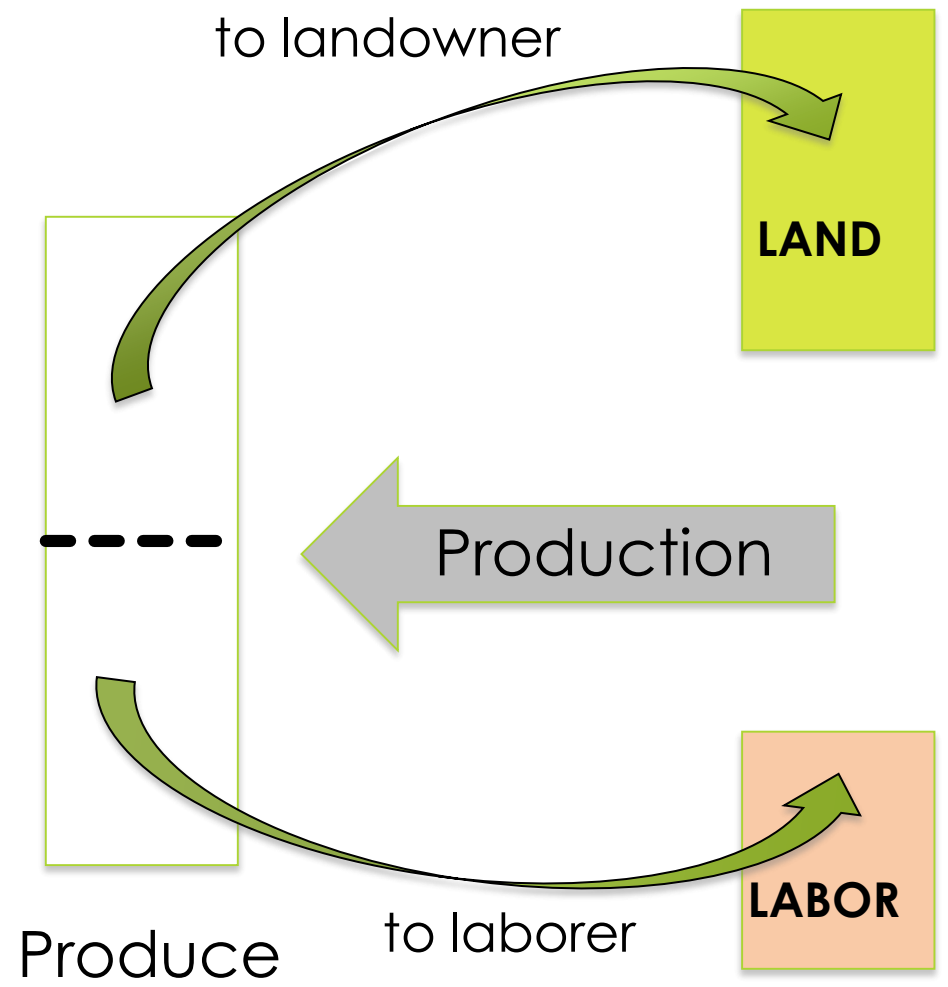 to landowner
LAND
Production
LABOR
to laborer
Produce